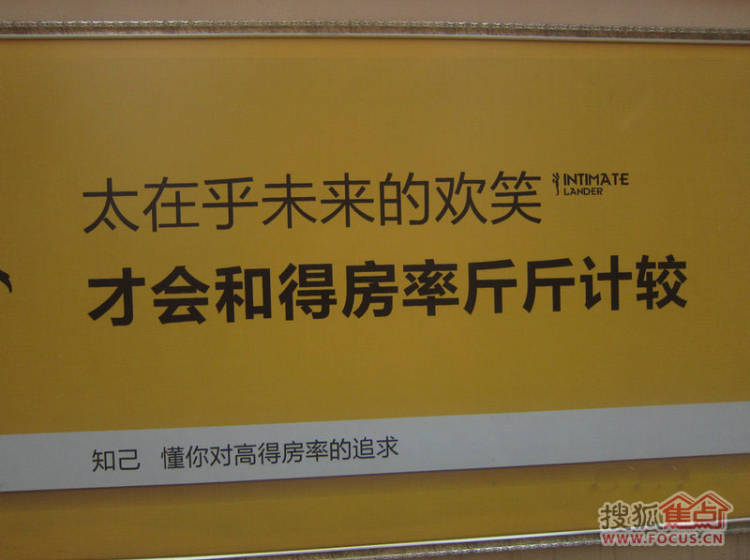 太在乎未来的欢笑
INTIMATE
LANDER
才会和得房率斤斤计较
知己 懂你对高得房率的追求
搜狐焦点
WWW.FOCUS.CN